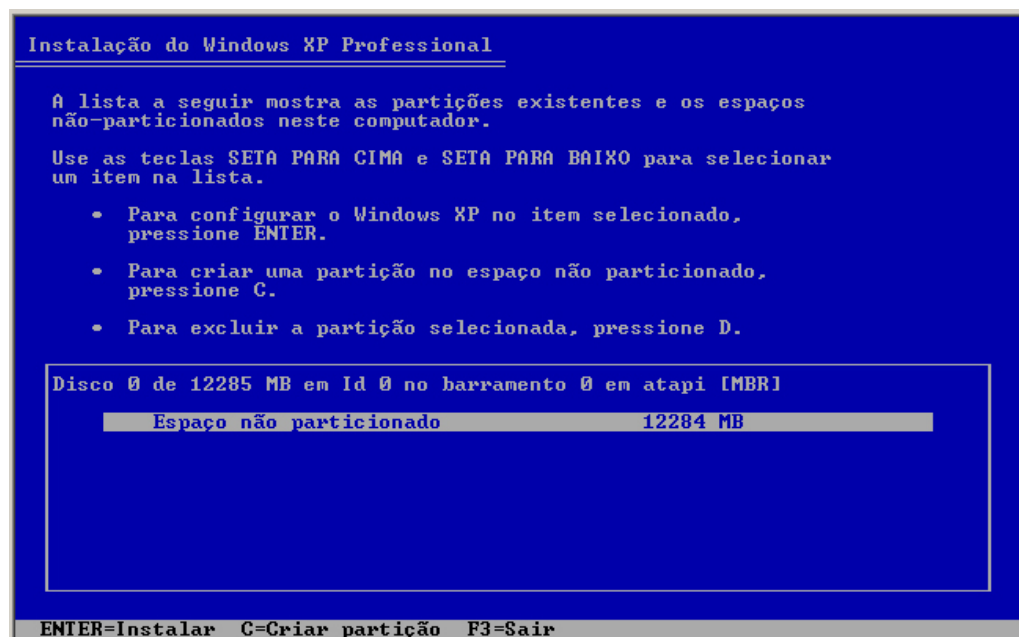 Instalação do Windows XP Professional
A lista a seguir mostra as partições existentes e os espaços
não-particionados neste computador.
Use as teclas SETA PARA CIMA e SETA PARA BAIXO para selecionar
um item na lista.
• Para configurar o Windows XP no item selecionado,
pressione ENTER.
• Para criar uma partição no espaço não particionado,
pressione C.
• Para excluir a partição selecionada, pressione D.
Disco 0 de 12285 MB em Id 0 no barramento 0 em atapi [MBR]
Espaço não particionado 12284 MB
ENTER=Instalar C=Criar partição F3=Sair